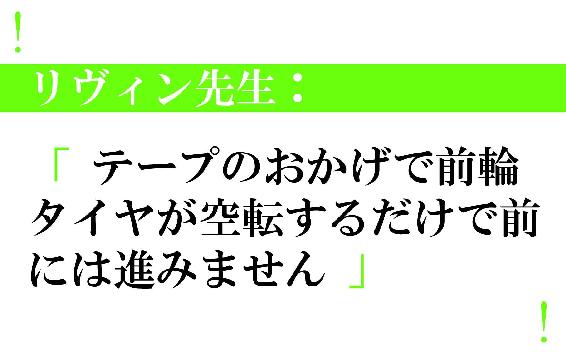 !
リヴィン先生：
「 テープのおかげで前輪
タイヤが空転するだけで前
には進みません 」
!